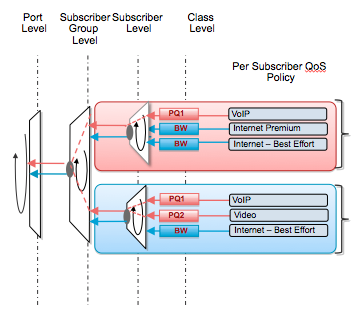 Port Level
Subscriber Group Level
Subscriber Level
Class Level
Per Subscriber QoS Policy
PQ1 VoIP
BW Internet Premium
BW Internet – Best Effort
PQ1 VoIP
PQ2 Video
BW Internet – Best Effort